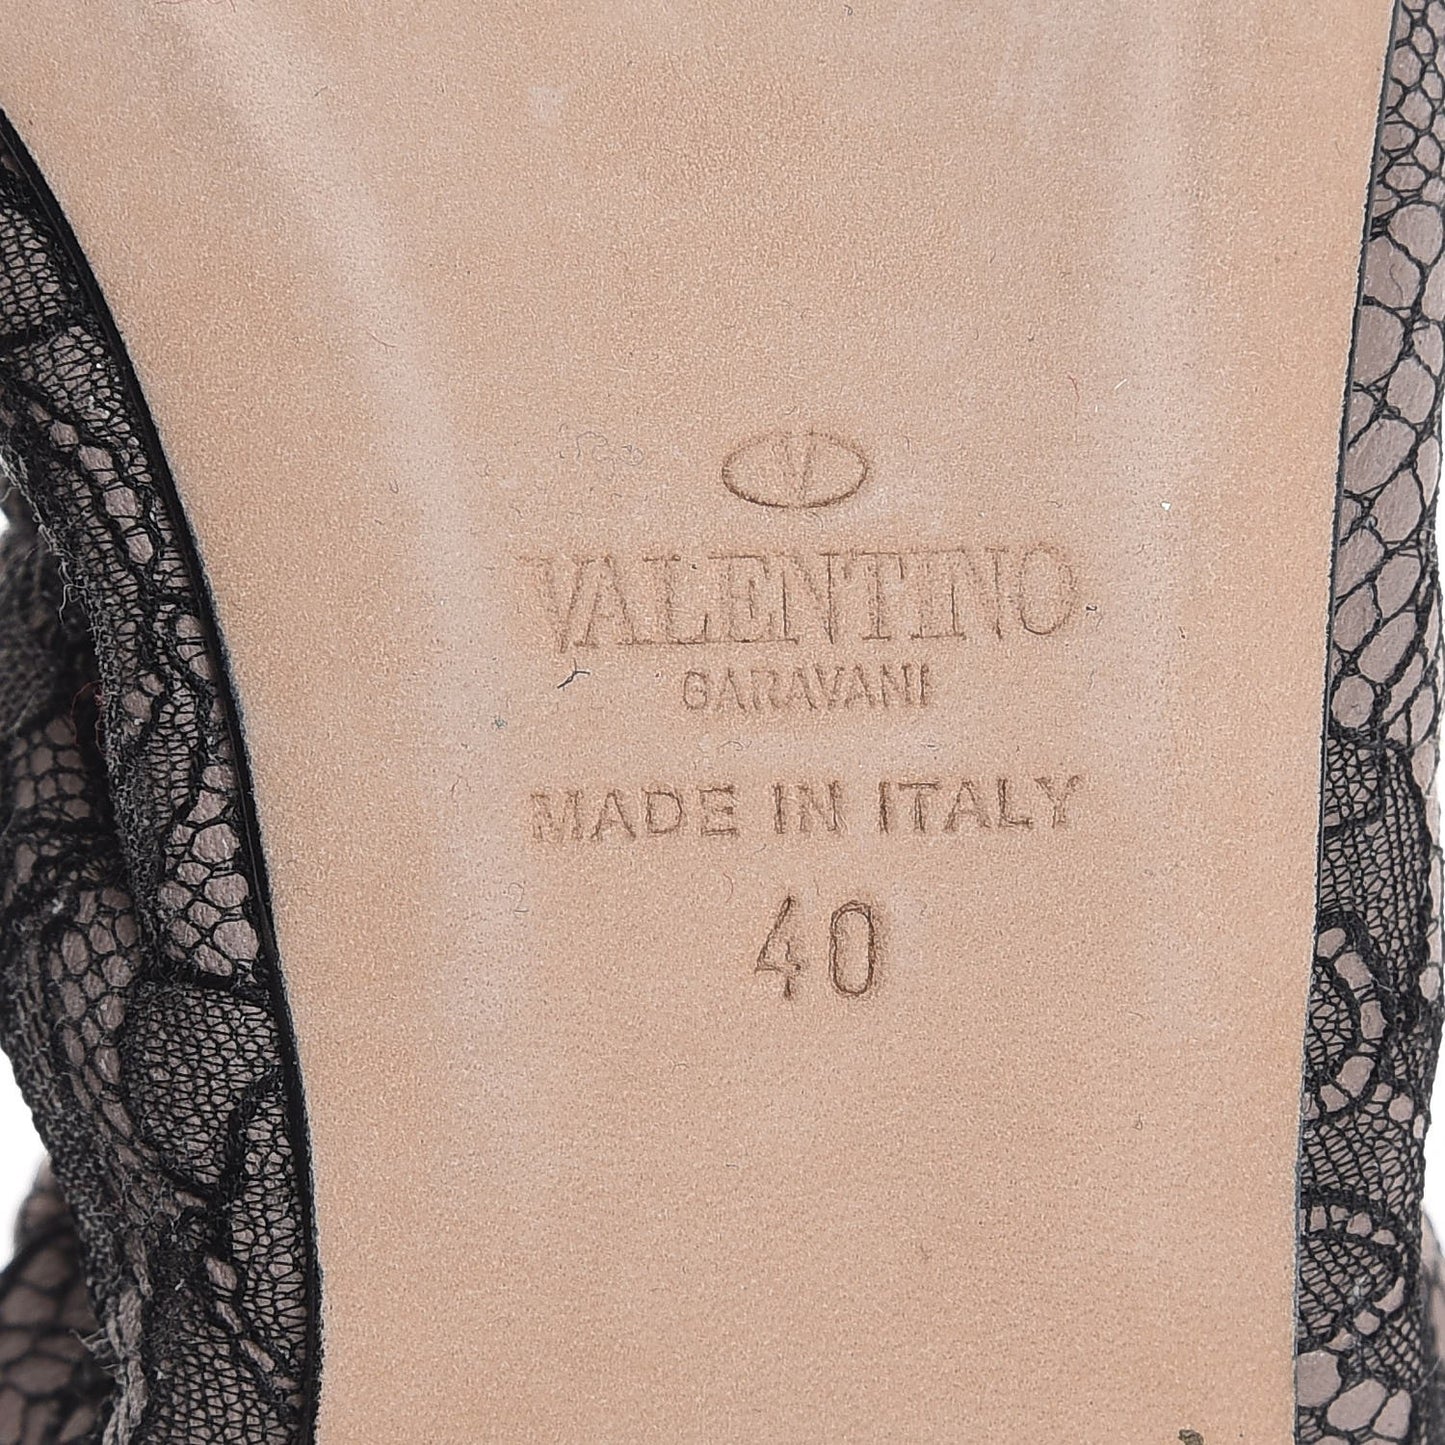 V
VALENTINO
GARAVANI
MADE IN ITALY
40